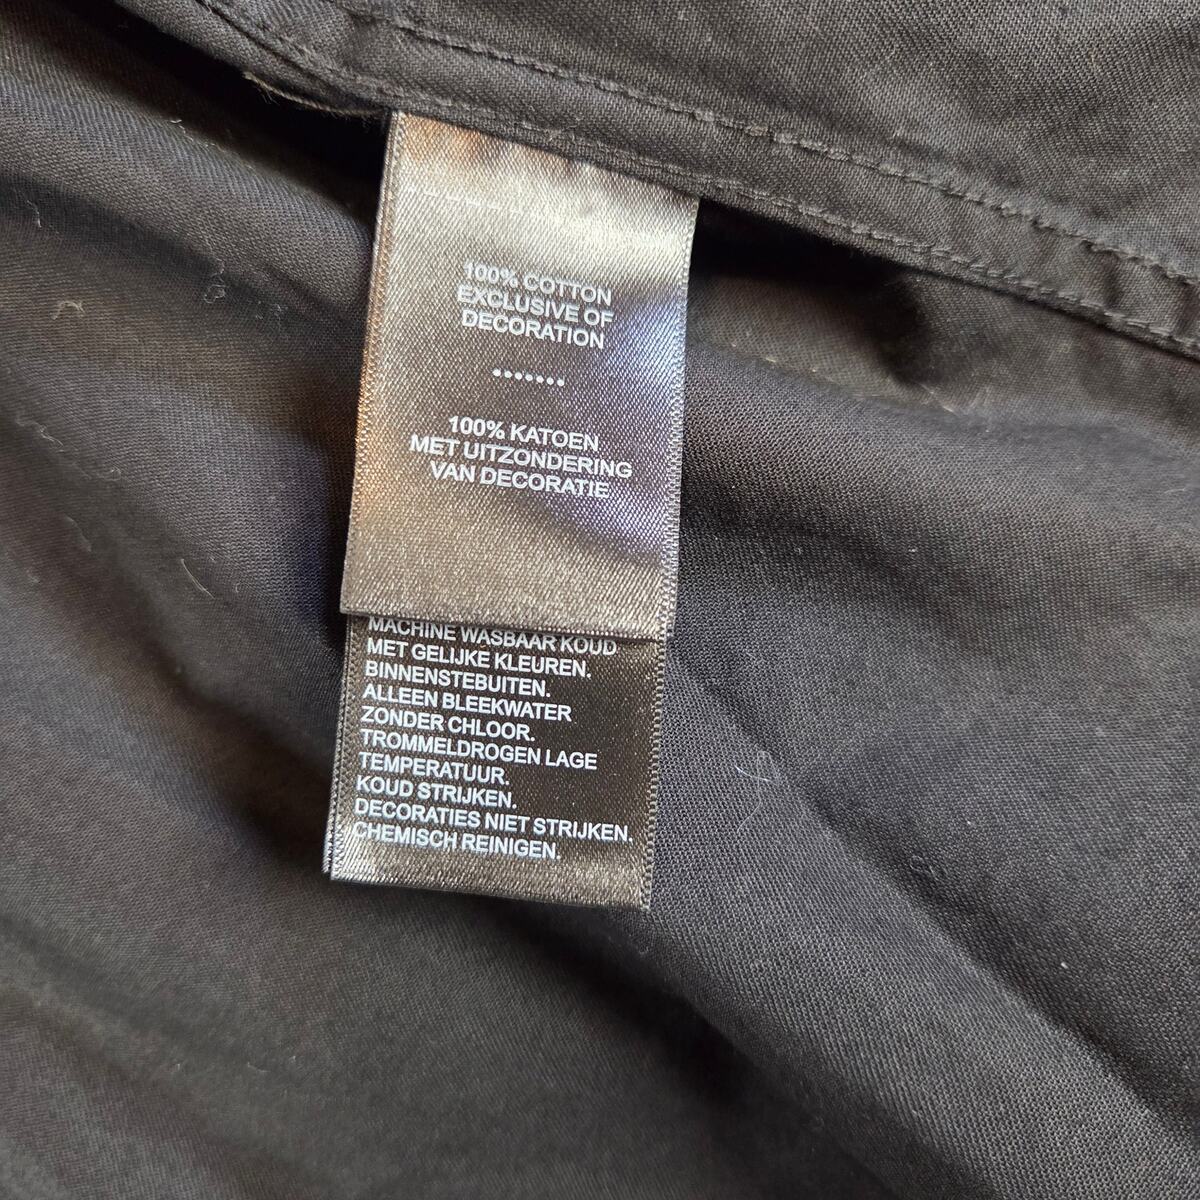 100% COTTON
EXCLUSIVE OF
DECORATION
.......
100% KATOEN
MET UITZONDERING
VAN DECORATIE
MACHINE WASBAAR KOUD
MET GELIJKE KLEUREN.
BINNENSTEBUITEN.
ALLEEN BLEEKWATER
ZONDER CHLOOR.
TROMMELDROGEN LAGE
TEMPERATUUR.
KOUD STRIJKEN.
DECORATIES NIET STRIJKEN.
CHEMISCH REINIGEN.